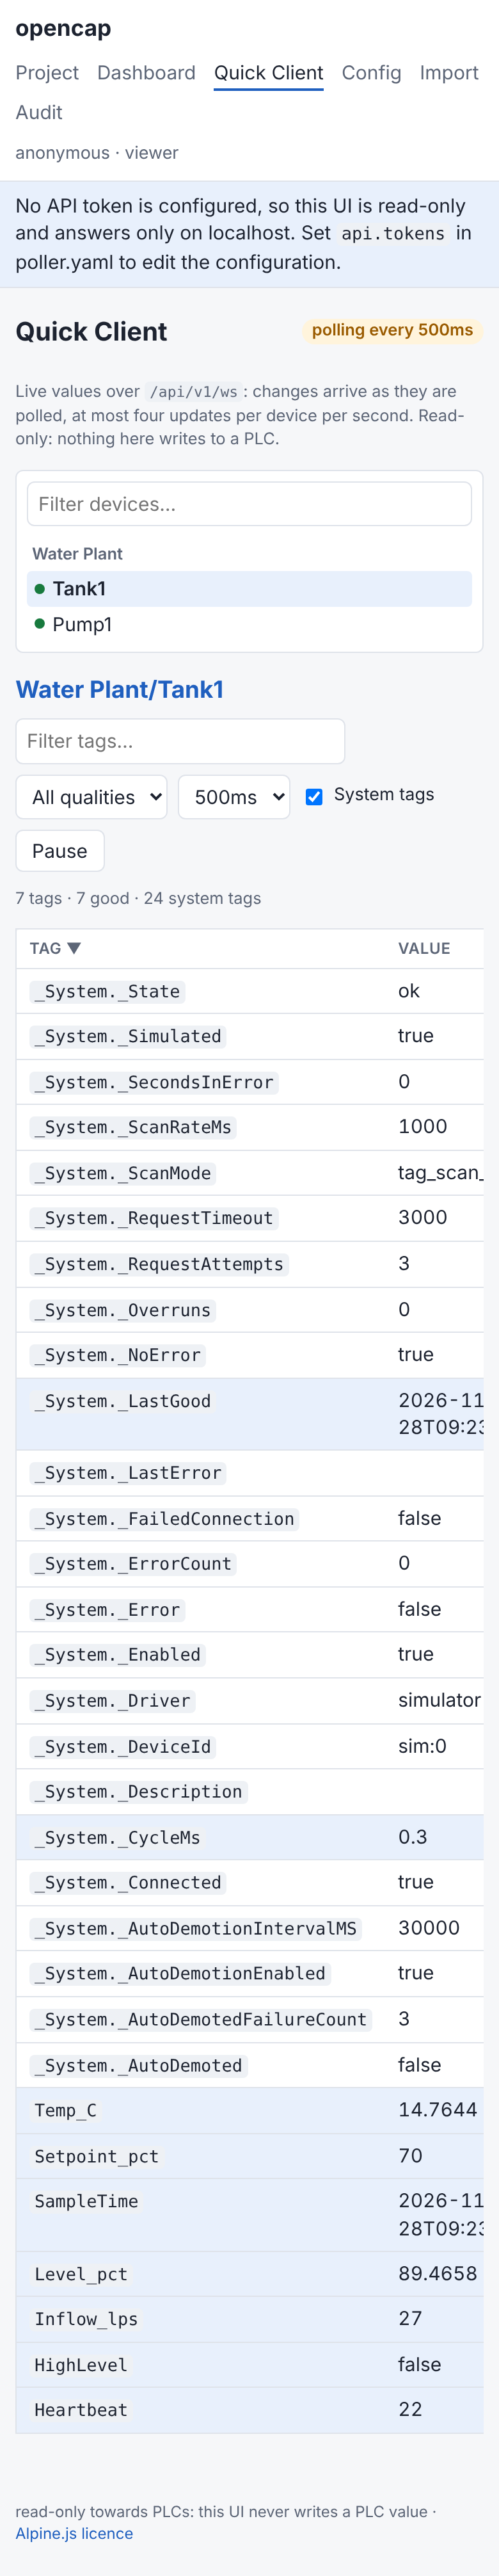 opencap
Project Dashboard Quick Client Config Import
Audit
anonymous · viewer
No API token is configured, so this UI is read-only
and answers only on localhost. Set api.tokens in
poller.yaml to edit the configuration.
Quick Client polling every 500ms
Live values over /api/v1/ws: changes arrive as they are
polled, at most four updates per device per second. Read-
only: nothing here writes to a PLC.
Filter devices...
Water Plant
Tank1
Pump1
Water Plant/Tank1
Filter tags...
All qualities 500ms System tags
Pause
7 tags · 7 good · 24 system tags
TAG ▼ VALUE
_System._State ok
_System._Simulated true
_System._SecondsInError 0
_System._ScanRateMs 1000
_System._ScanMode tag_scan_
_System._RequestTimeout 3000
_System._RequestAttempts 3
_System._Overruns 0
_System._NoError true
_System._LastGood 2026-11
28T09:23
_System._LastError
_System._FailedConnection false
_System._ErrorCount 0
_System._Error false
_System._Enabled true
_System._Driver simulator
_System._DeviceId sim:0
_System._Description
_System._CycleMs 0.3
_System._Connected true
_System._AutoDemotionIntervalMS 30000
_System._AutoDemotionEnabled true
_System._AutoDemotedFailureCount 3
_System._AutoDemoted false
Temp_C 14.7644
Setpoint_pct 70
SampleTime 2026-11
28T09:23
Level_pct 89.4658
Inflow_lps 27
HighLevel false
Heartbeat 22
read-only towards PLCs: this UI never writes a PLC value ·
Alpine.js licence